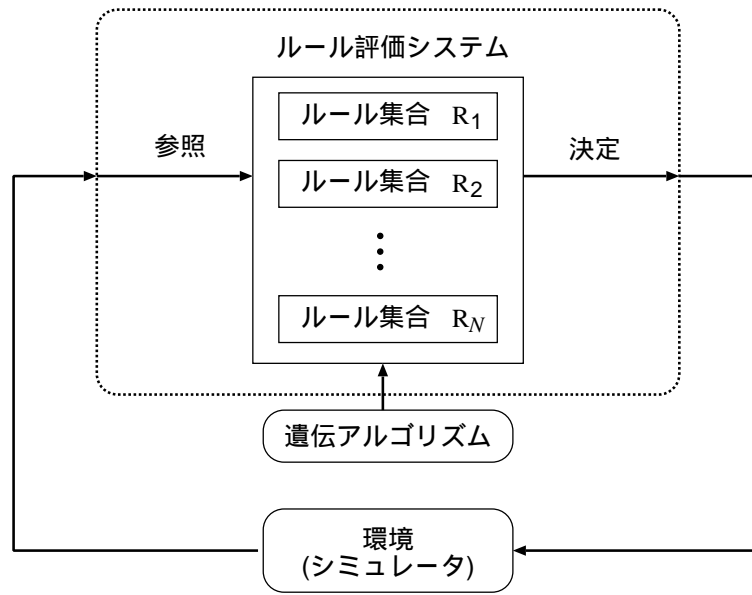 ルール評価システム
ルール集合 R1
参照
決定
ルール集合 R2
ルール集合 RN
遺伝アルゴリズム
環境
(シミュレータ)